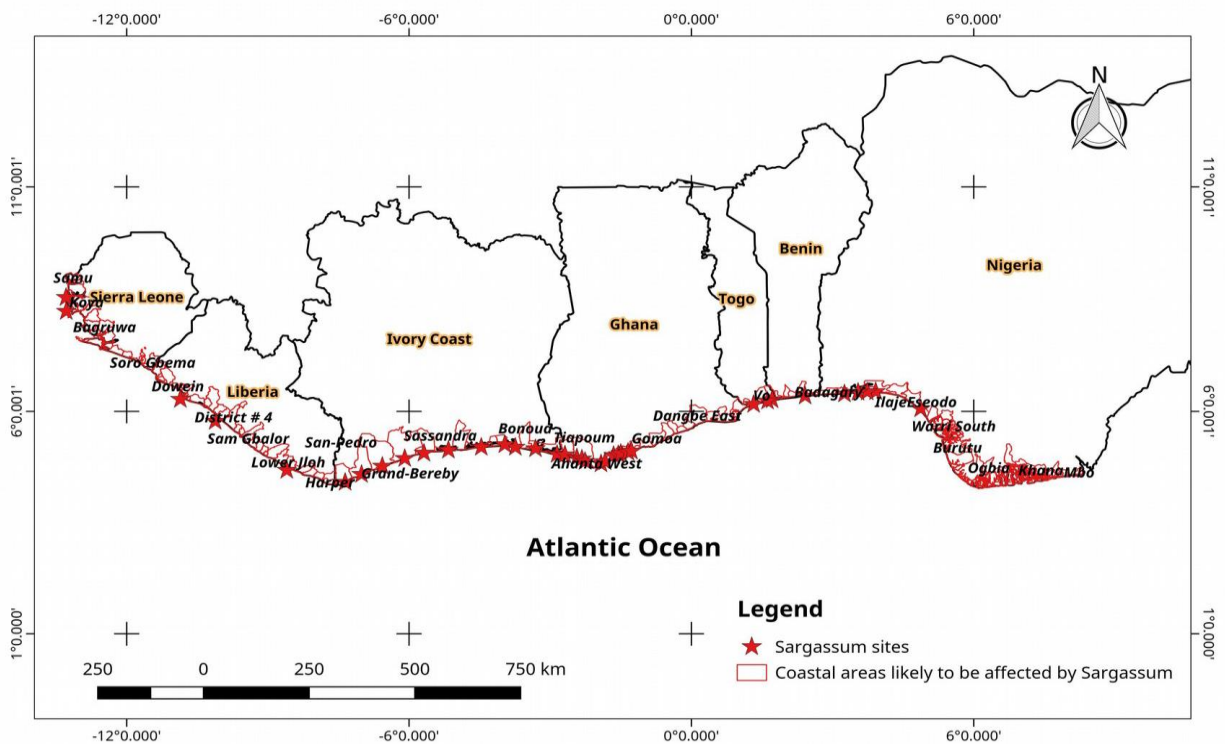 -12°0.000'
-6°0.000'
0°0.000'
6°0.000'
N
11°0.001'
11°0.001'
Benin
Nigeria
Samu
Sierra Leone
Koya
Togo
Ghana
Bagruwa
Ivory Coast
Soro Gbema
Dowein
Liberia
Vo
Badagary
IlajeEseodo
6°0.001'
6°0.001'
District # 4
Dangbe East
Warri South
Sam Gbalor
San-Pedro
Sassandra
Bonoua
Napoum
Gomoa
Burutu
Lower Jloh
Ahanta West
Ogbia
Khana
Mbo
Harper
Grand-Bereby
Atlantic Ocean
Legend
Sargassum sites
Coastal areas likely to be affected by Sargassum
1°0.000'
1°0.000'
250 0 250 500 750 km
-12°0.000'
-6°0.000'
0°0.000'
6°0.000'